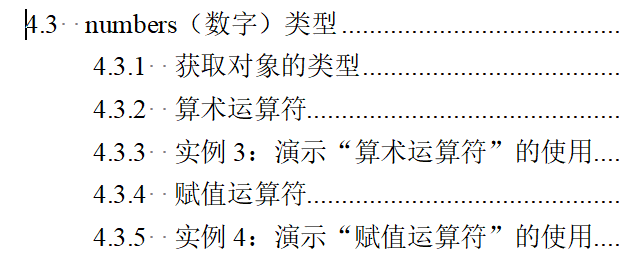 4.3 numbers（数字）类型........................................
4.3.1 获取对象的类型.....................................
4.3.2 算术运算符............................................
4.3.3 实例 3：演示“算术运算符”的使用....
4.3.4 赋值运算符............................................
4.3.5 实例 4：演示“赋值运算符”的使用....